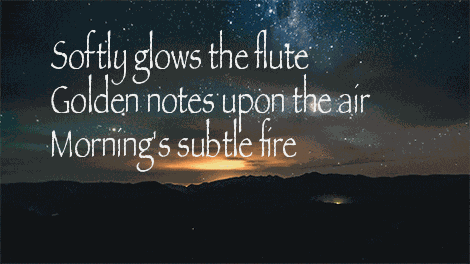 Softly glows the flute
Golden notes upon the air
Morning's subtle fire